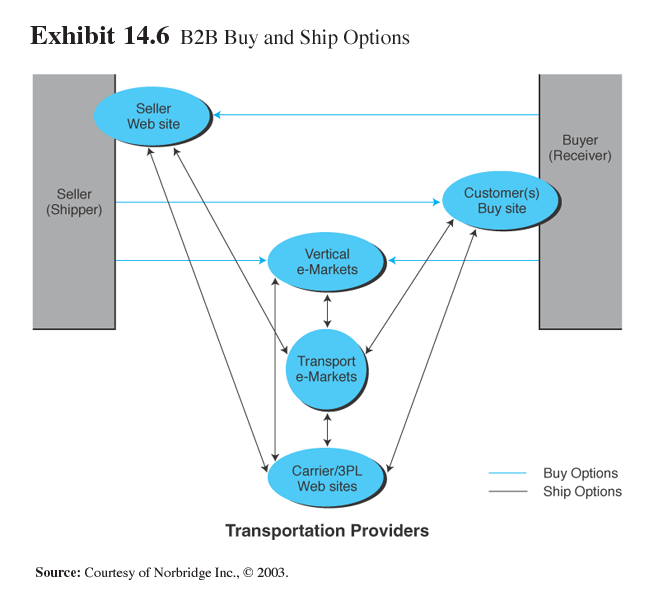 Exhibit 14.6 B2B Buy and Ship Options
Seller
Web site
Buyer
(Receiver)
Seller
(Shipper)
Customer(s)
Buy site
Vertical
e-Markets
Transport
e-Markets
Carrier/3PL
Web sites
Buy Options
Ship Options
Transportation Providers
Source: Courtesy of Norbridge Inc., © 2003.